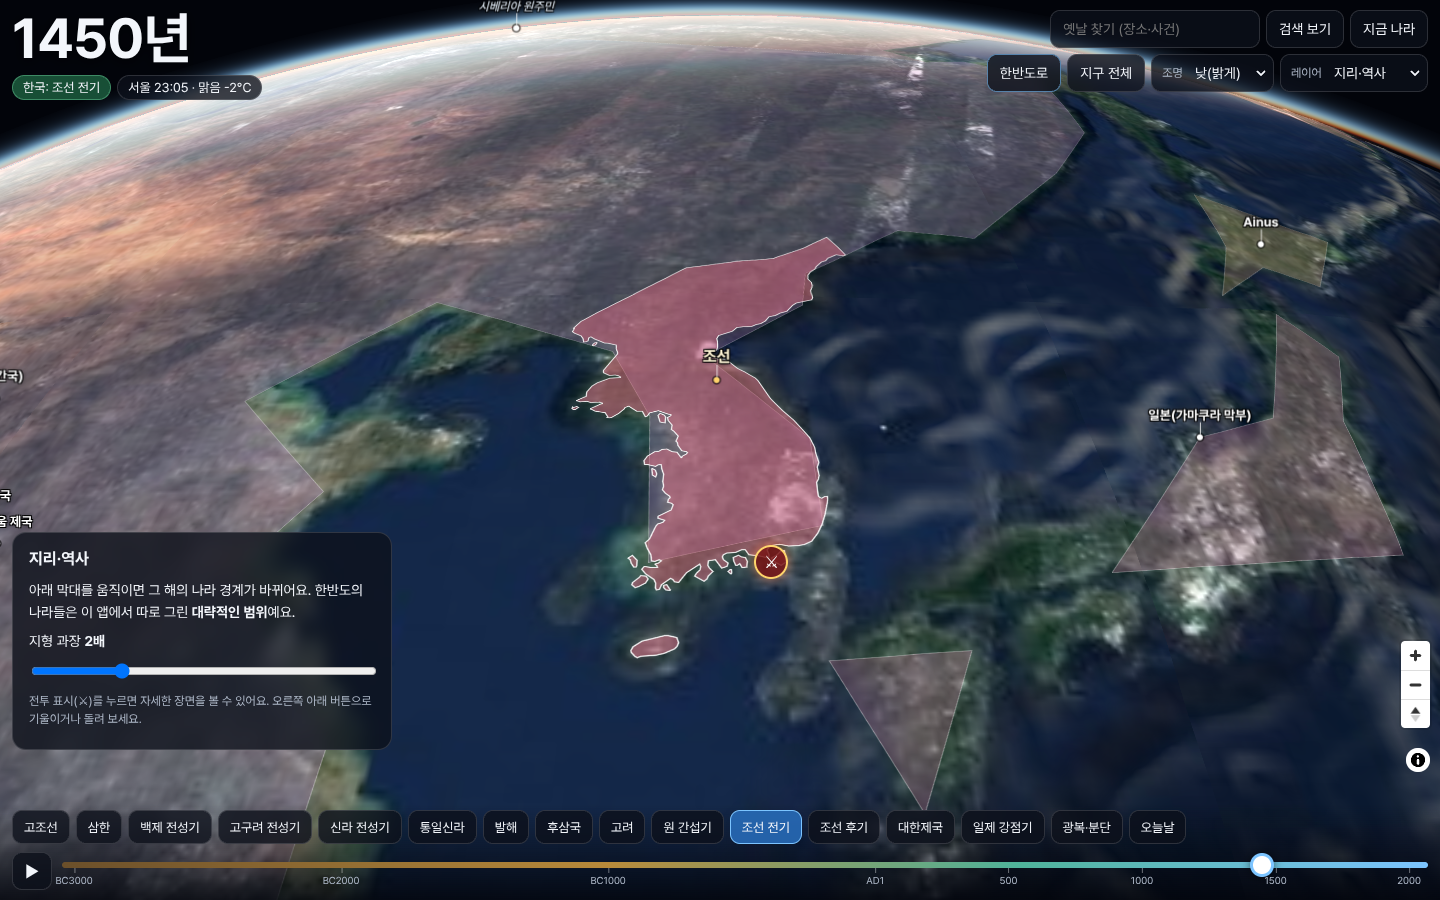 시베리아 원주민
1450년
옛날 찾기 (장소·사건)
검색 보기
지금 나라
한국: 조선 전기
서울 23:05 · 맑음 -2°C
한반도로
지구 전체
조명 낮(밝게)
레이어 지리·역사
Ainus
조선
간국)
일본(가마쿠라 막부)
국
움 제국
지리·역사
아래 막대를 움직이면 그 해의 나라 경계가 바뀌어요. 한반도의
나라들은 이 앱에서 따로 그린 대략적인 범위예요.
지형 과장 2배
전투 표시(⚔)를 누르면 자세한 장면을 볼 수 있어요. 오른쪽 아래 버튼으로
기울이거나 돌려 보세요.
고조선
삼한
백제 전성기
고구려 전성기
신라 전성기
통일신라
발해
후삼국
고려
원 간섭기
조선 전기
조선 후기
대한제국
일제 강점기
광복·분단
오늘날
BC3000
BC2000
BC1000
AD1
500
1000
1500
2000